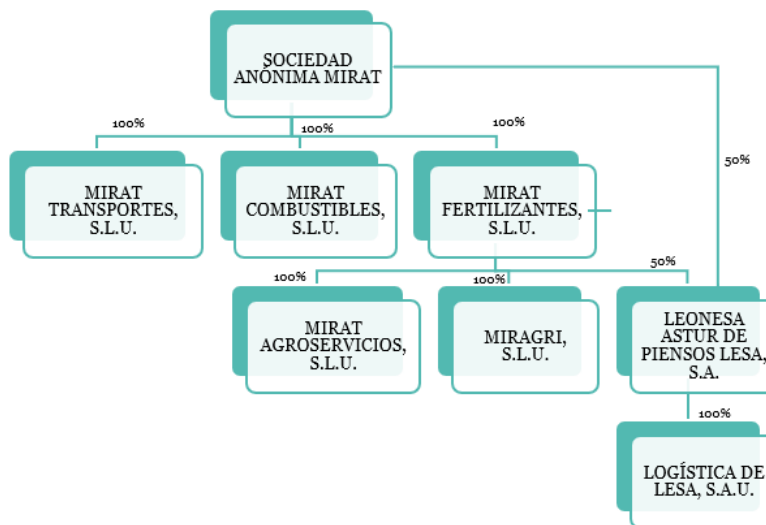 SOCIEDAD
ANÓNIMA MIRAT
100%
100%
100%
50%
MIRAT
TRANSPORTES,
S.L.U.
MIRAT
COMBUSTIBLES,
S.L.U.
MIRAT
FERTILIZANTES,
S.L.U.
100%
100%
50%
MIRAT
AGROSERVICIOS,
S.L.U.
MIRAGRI,
S.L.U.
LEONESA
ASTUR DE
PIENSOS LESA,
S.A.
100%
LOGÍSTICA DE
LESA, S.A.U.